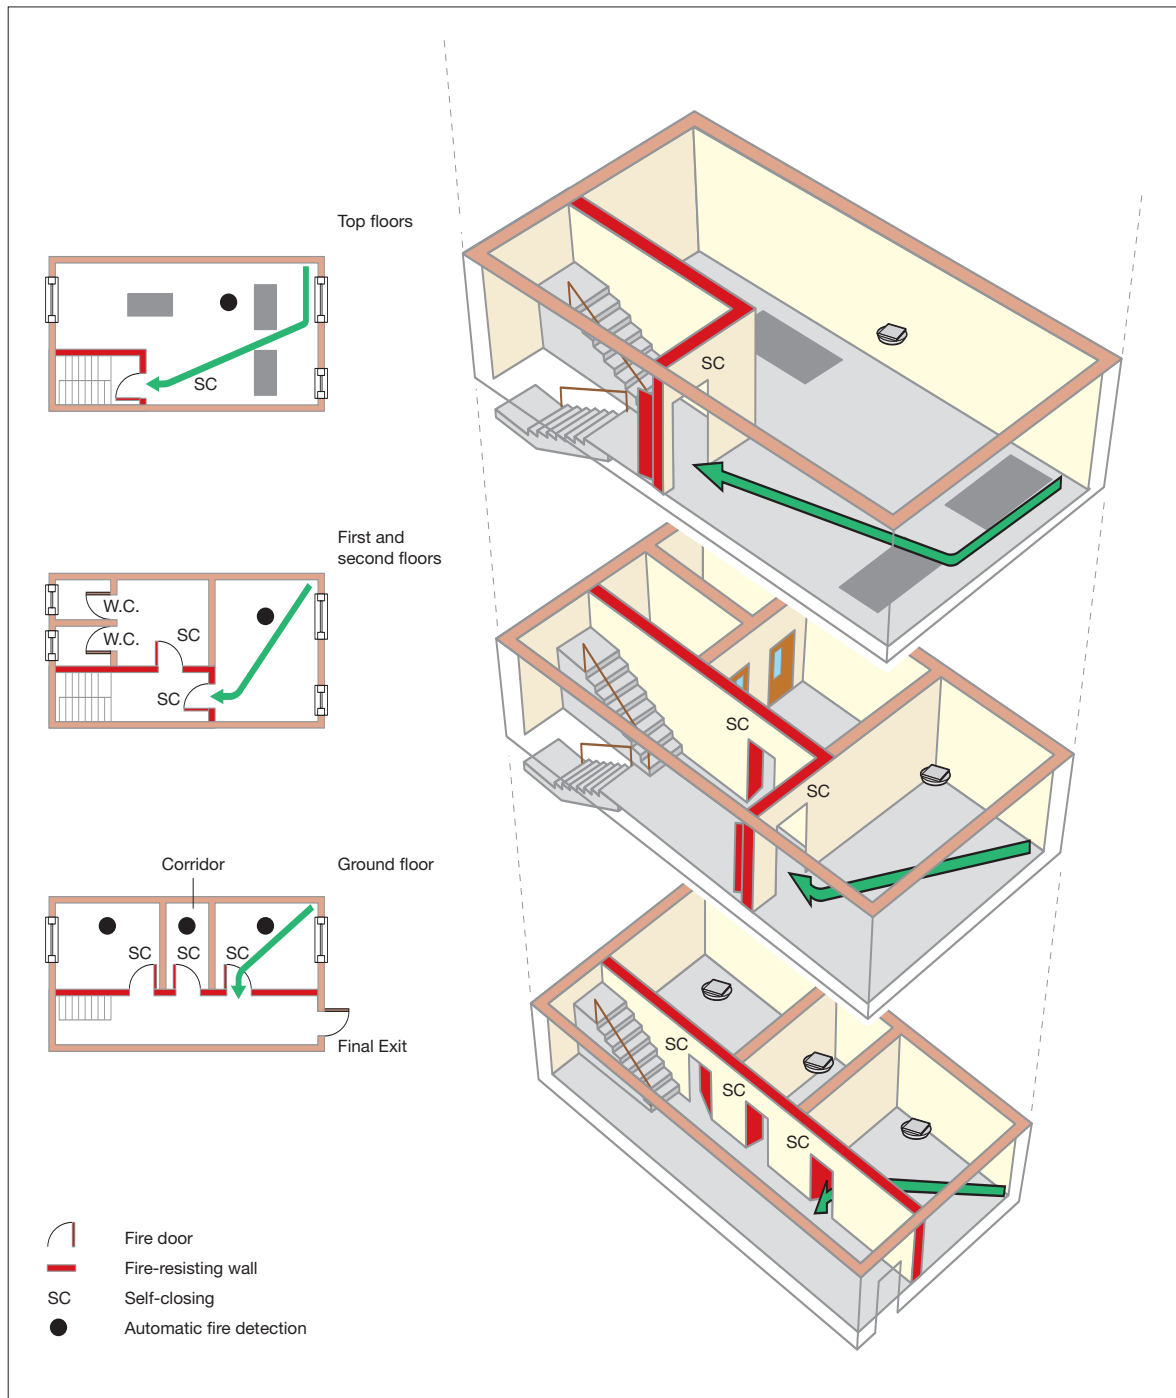 Top floors
SC
SC
First and
second floors
W.C.
W.C.
SC
SC
SC
SC
Corridor
Ground floor
SC
SC
SC
Final Exit
SC
SC
SC
Fire door
Fire-resisting wall
SC
Self-closing
Automatic fire detection